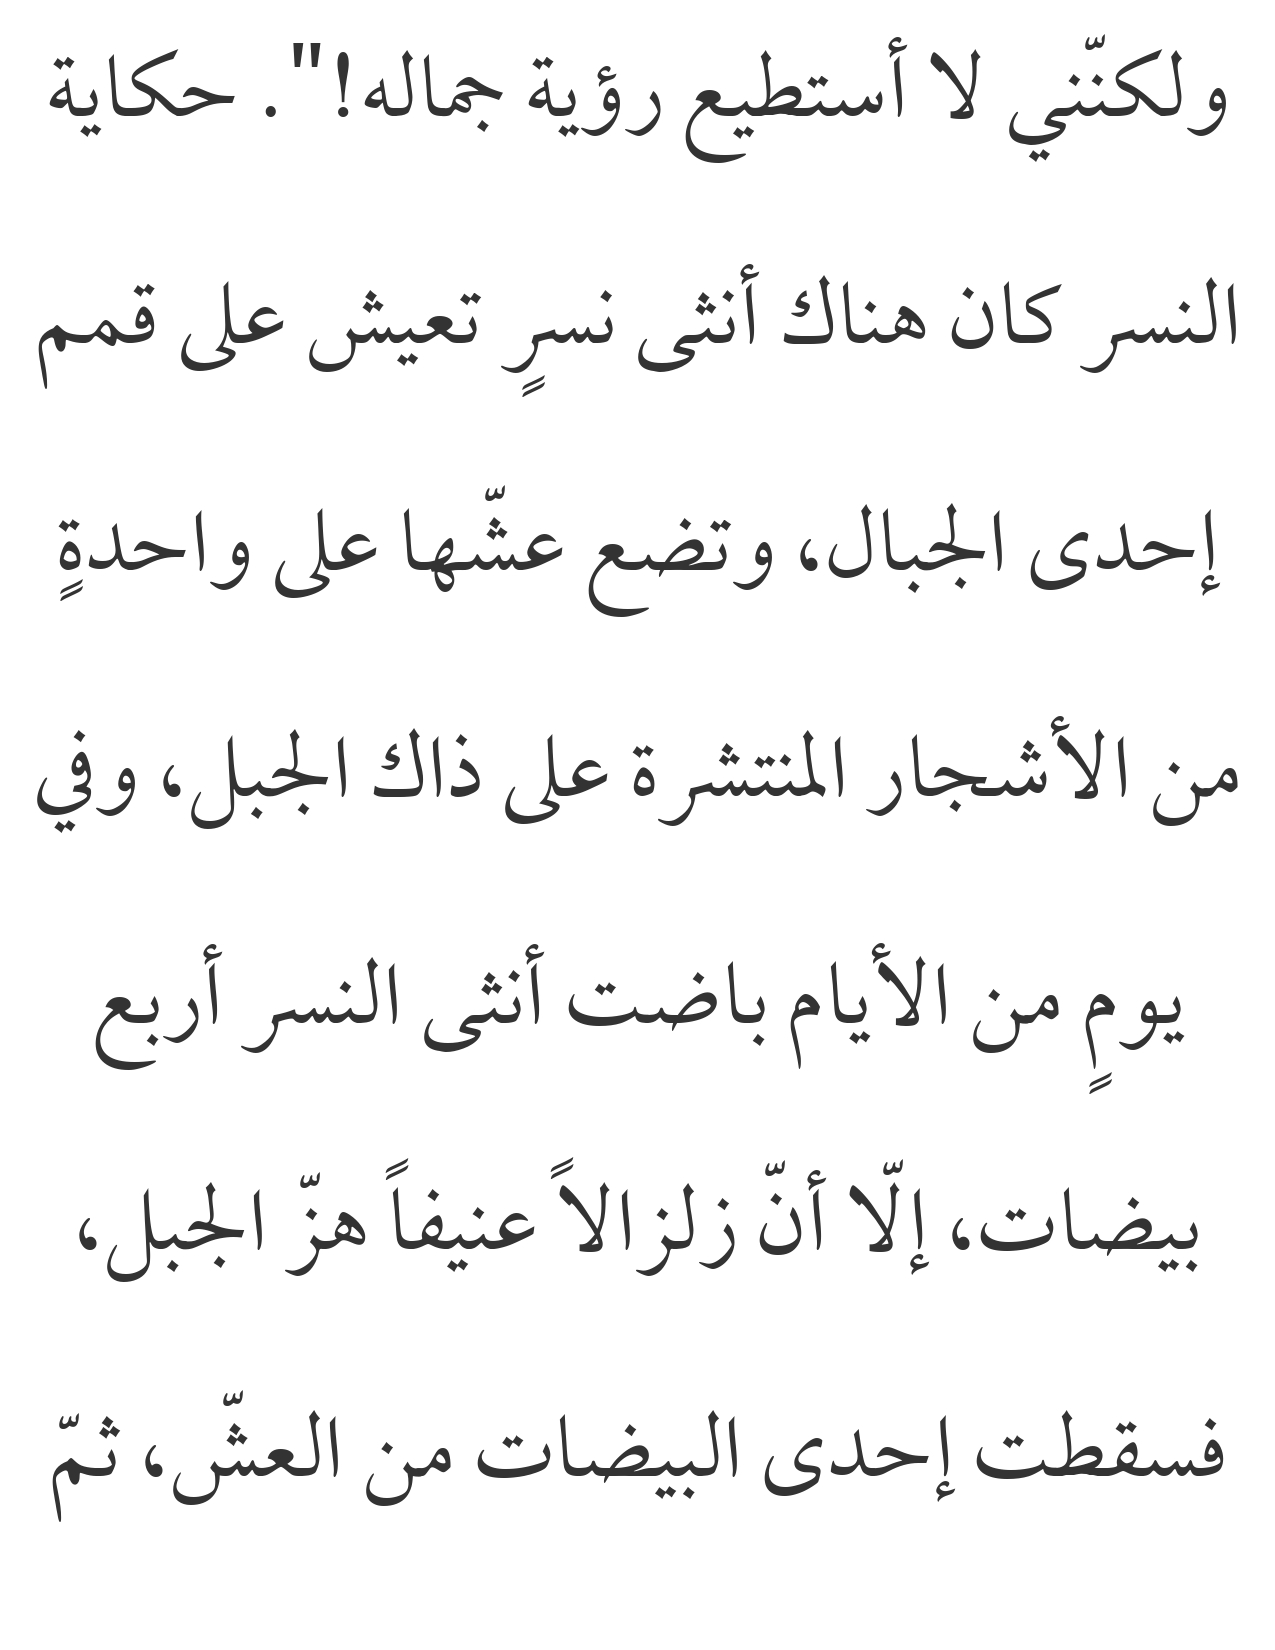 ولكنّني لا أستطيع رؤية جماله!". حكاية
النسر كان هناك أنثى نسرٍ تعيش على قمم
إحدى الجبال، وتضع عشّها على واحدةٍ
من الأشجار المنتشرة على ذاك الجبل، وفي
يومٍ من الأيام باضت أنثى النسر أربع
بيضات، إلّا أنّ زلزالاً عنيفاً هزّ الجبل،
فسقطت إحدى البيضات من العشّ، ثمّ